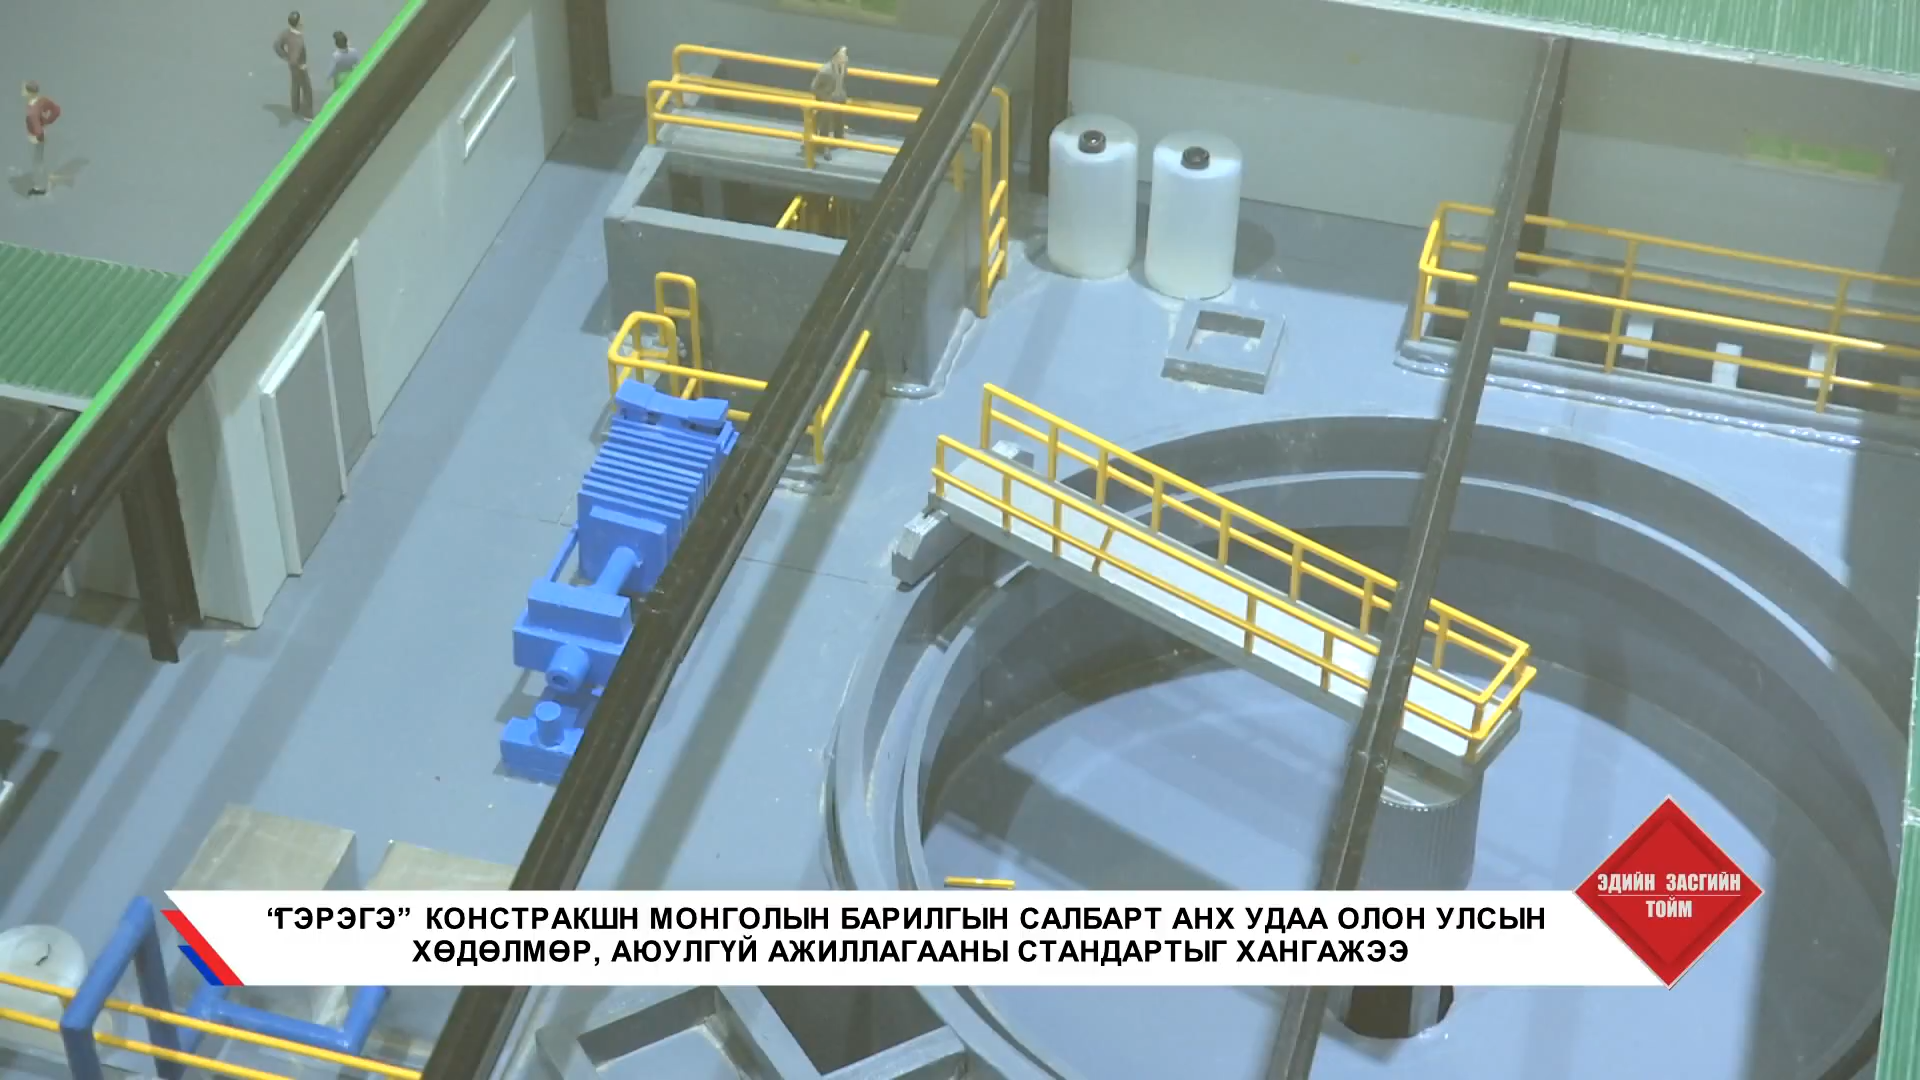 “ГЭРЭГЭ” КОНСТРАКШН МОНГОЛЫН БАРИЛГЫН САЛБАРТ АНХ УДАА ОЛОН УЛСЫН
ХӨДӨЛМӨР, АЮУЛГҮЙ АЖИЛЛАГААНЫ СТАНДАРТЫГ ХАНГАЖЭЭ
ЭДИЙН ЗАСГИЙН
ТОЙМ